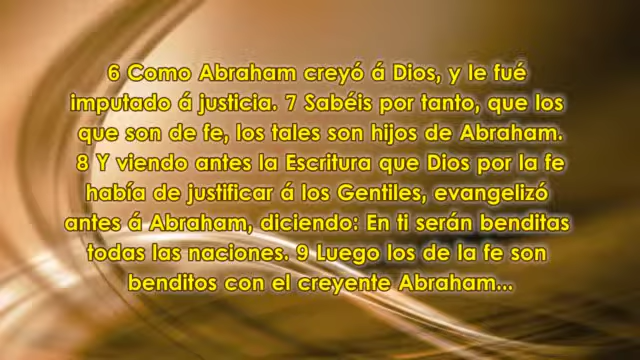 6 Como Abraham creyó á Dios, y le fué
imputado á justicia. 7 Sabéis por tanto, que los
que son de fe, los tales son hijos de Abraham.
8 Y viendo antes la Escritura que Dios por la fe
había de justificar á los Gentiles, evangelizó
antes á Abraham, diciendo: En ti serán benditas
todas las naciones. 9 Luego los de la fe son
benditos con el creyente Abraham...